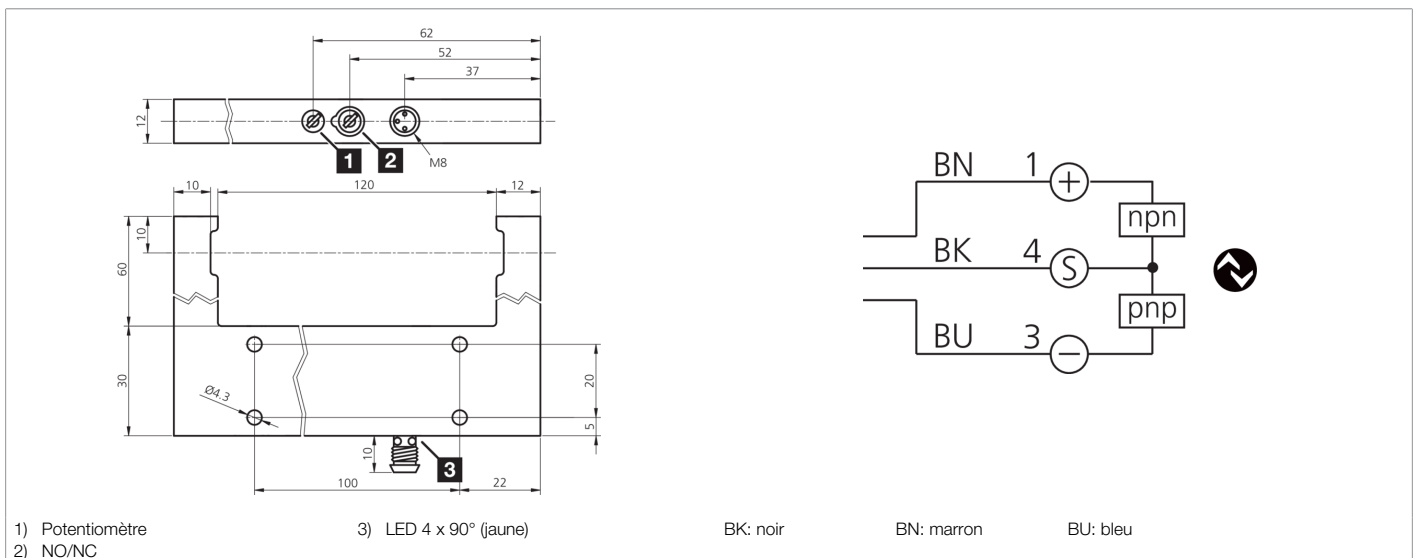 62
52
37
12
1 2
M8
10 120 12
10
60
30
Ø4.3
20
5
10
3
100 22
BN 1 +
npn
BK 4 S
pnp
BU 3 −
1) Potentiomètre 3) LED 4 x 90° (jaune) BK: noir BN: marron BU: bleu
2) NO/NC